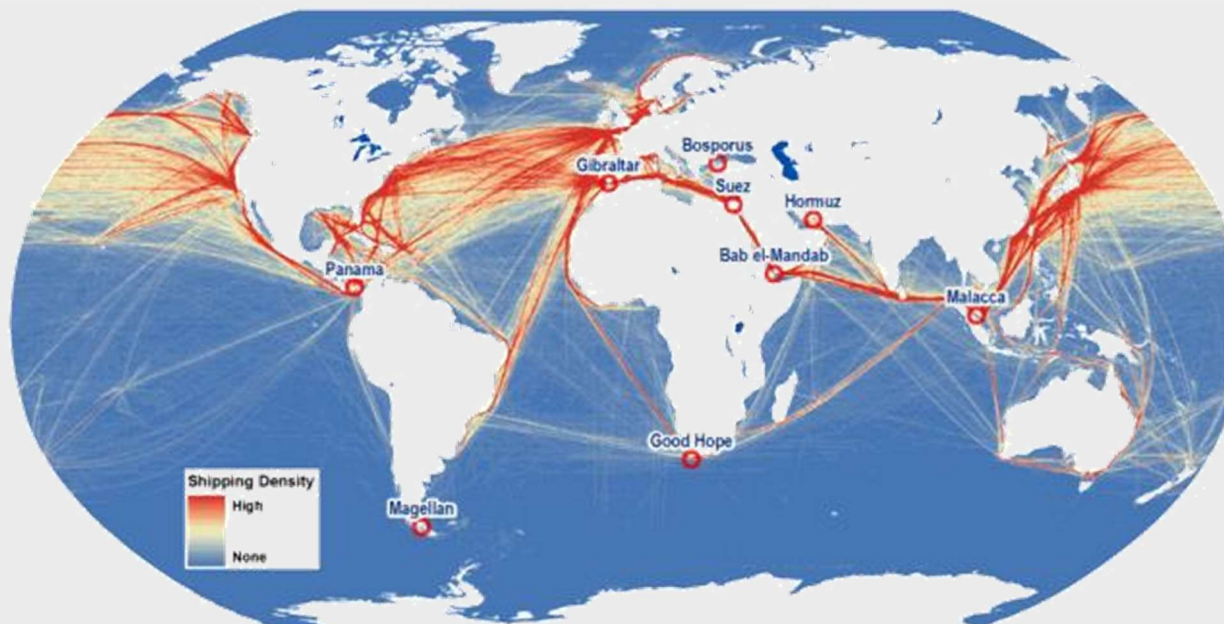 Bosporus
Gibraltar
Suez
Hormuz
Bab el-Mandab
Panama
Malacca
Good Hope
Magellan
Shipping Density
High
None